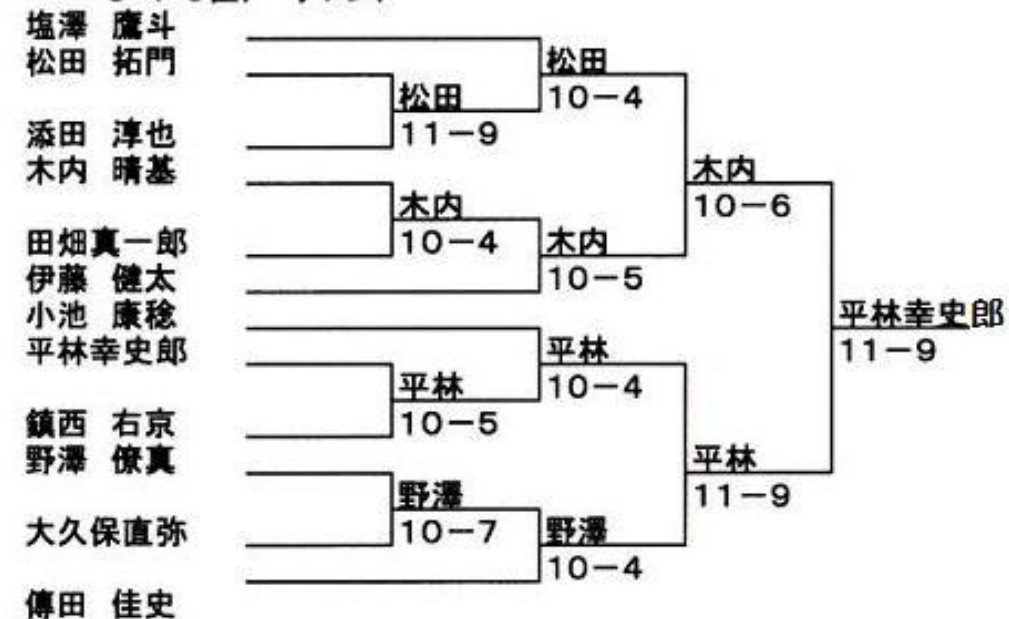 塩澤 鷹斗
松田 拓門
添田 淳也
木内 晴基
田畑真一郎
伊藤 健太
小池 康稔
平林幸史郎
鎮西 右京
野澤 僚真
大久保直弥
傳田 佳史
松田
11-9
木内
10-4
平林
10-5
野澤
10-7
松田
10-4
木内
10-5
平林
10-4
野澤
10-4
木内
10-6
平林
11-9
平林幸史郎
11-9